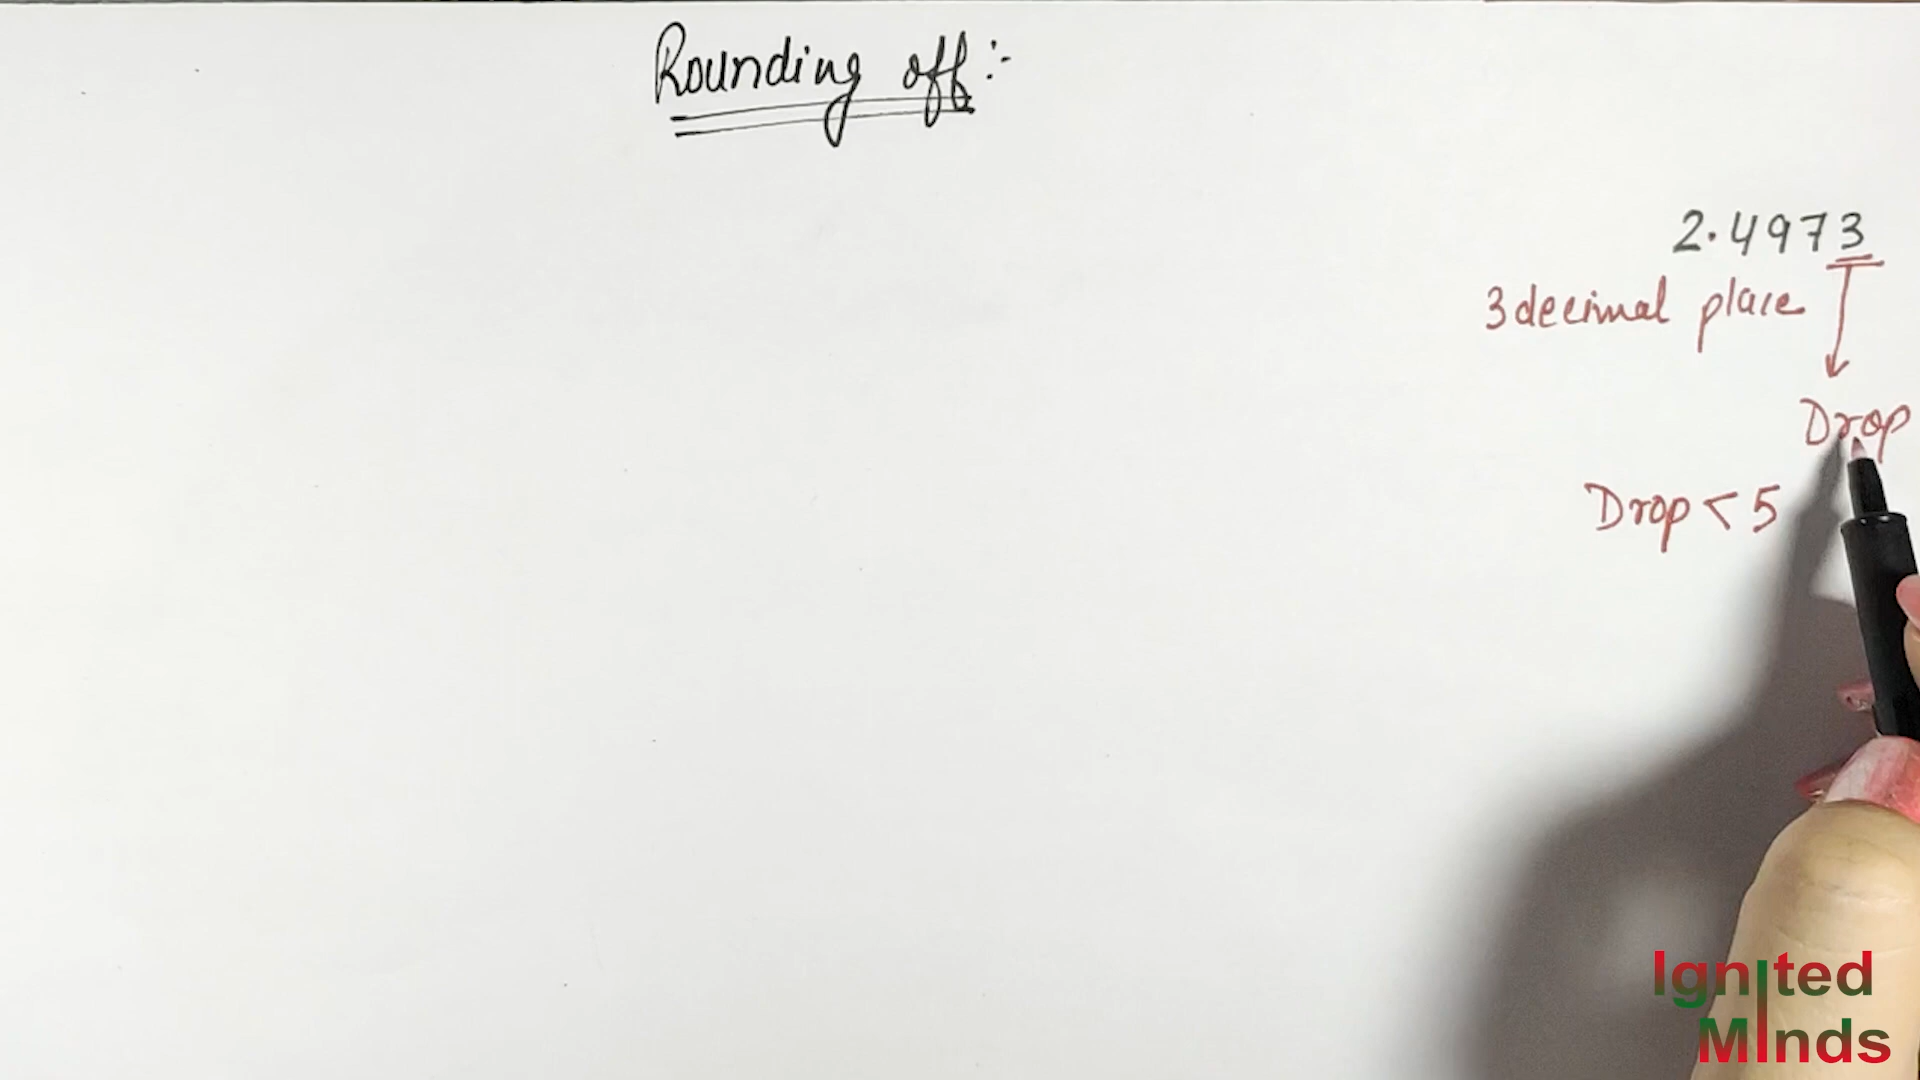 Rounding off :-
2.4973
3 decimal place
Drop
Drop < 5
Ignited
Minds